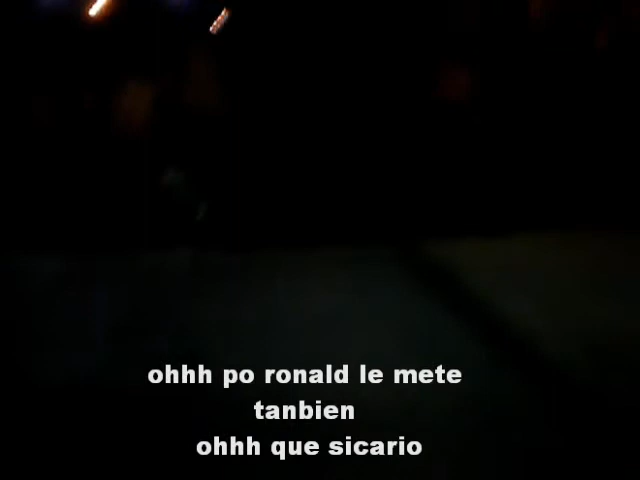 ohhh po ronald le mete
tanbien
ohhh que sicario